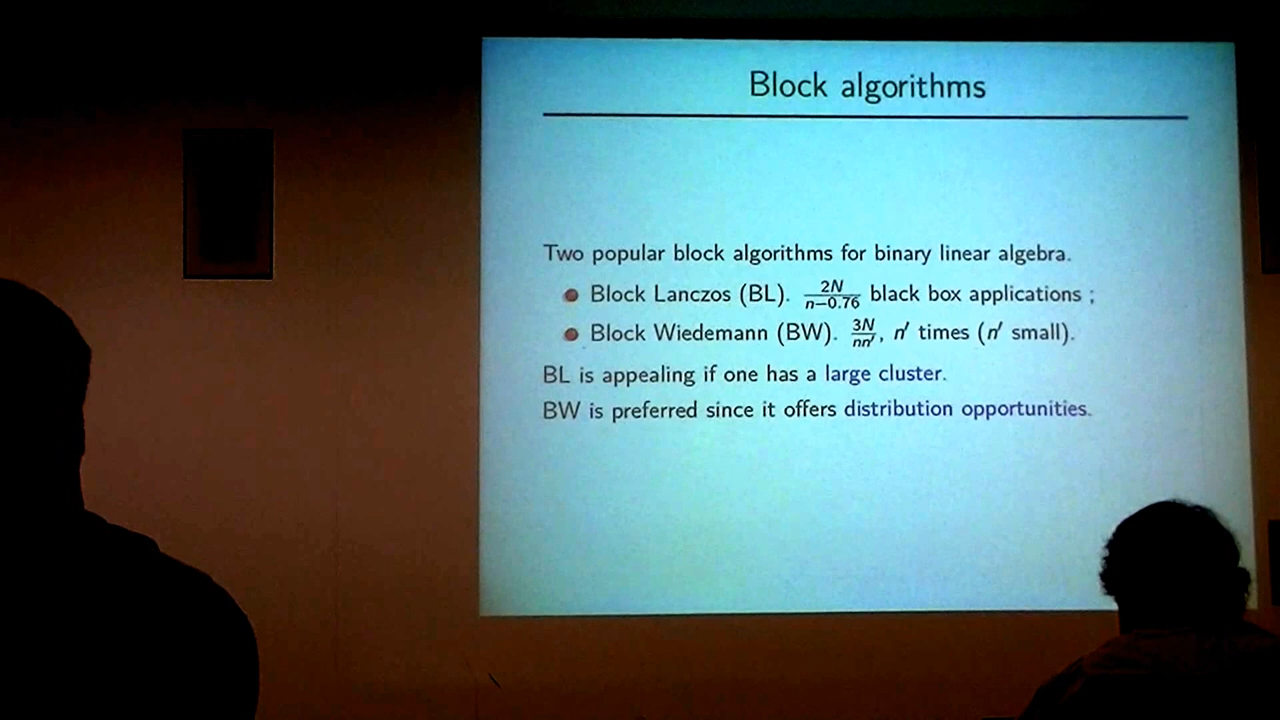 Block algorithms
Two popular block algorithms for binary linear algebra.
Block Lanczos (BL). 2N/(n−0.76) black box applications ;
Block Wiedemann (BW). 3N/(nn′), n′ times (n′ small).
BL is appealing if one has a large cluster.
BW is preferred since it offers distribution opportunities.